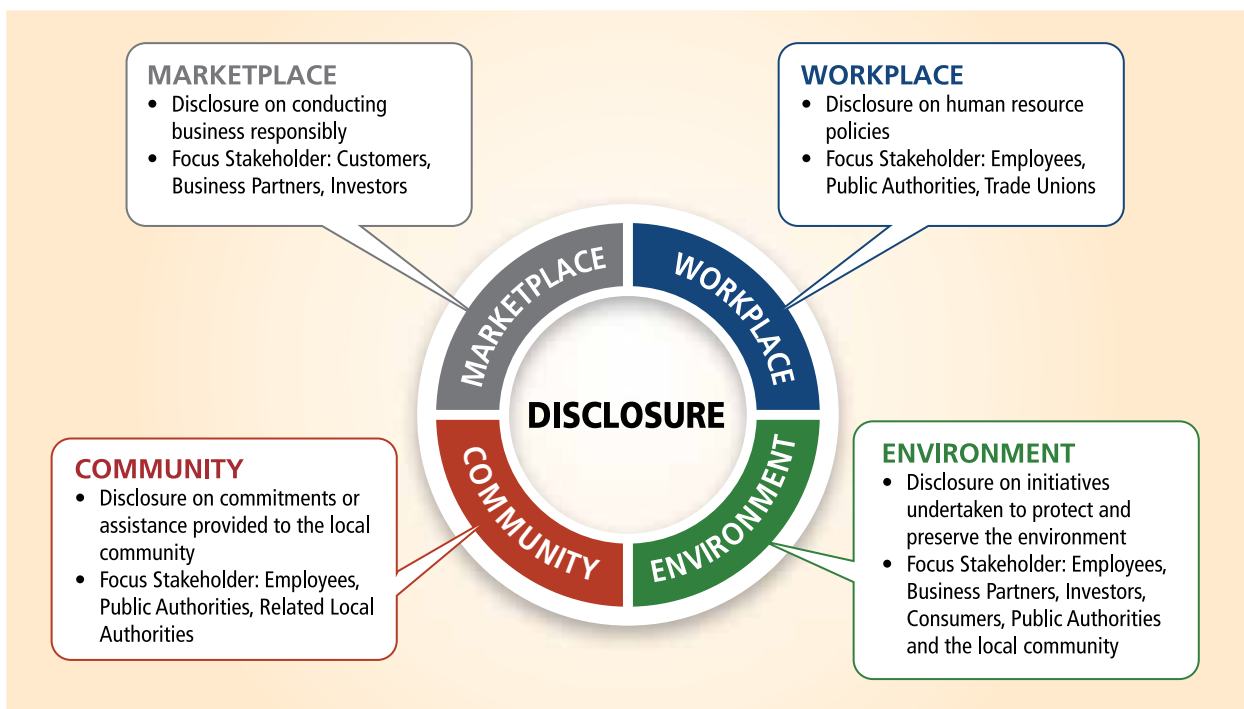 MARKETPLACE
• Disclosure on conducting
business responsibly
• Focus Stakeholder: Customers,
Business Partners, Investors
WORKPLACE
• Disclosure on human resource
policies
• Focus Stakeholder: Employees,
Public Authorities, Trade Unions
MARKETPLACE
WORKPLACE
DISCLOSURE
COMMUNITY
ENVIRONMENT
COMMUNITY
• Disclosure on commitments or
assistance provided to the local
community
• Focus Stakeholder: Employees,
Public Authorities, Related Local
Authorities
ENVIRONMENT
• Disclosure on initiatives
undertaken to protect and
preserve the environment
• Focus Stakeholder: Employees,
Business Partners, Investors,
Consumers, Public Authorities
and the local community